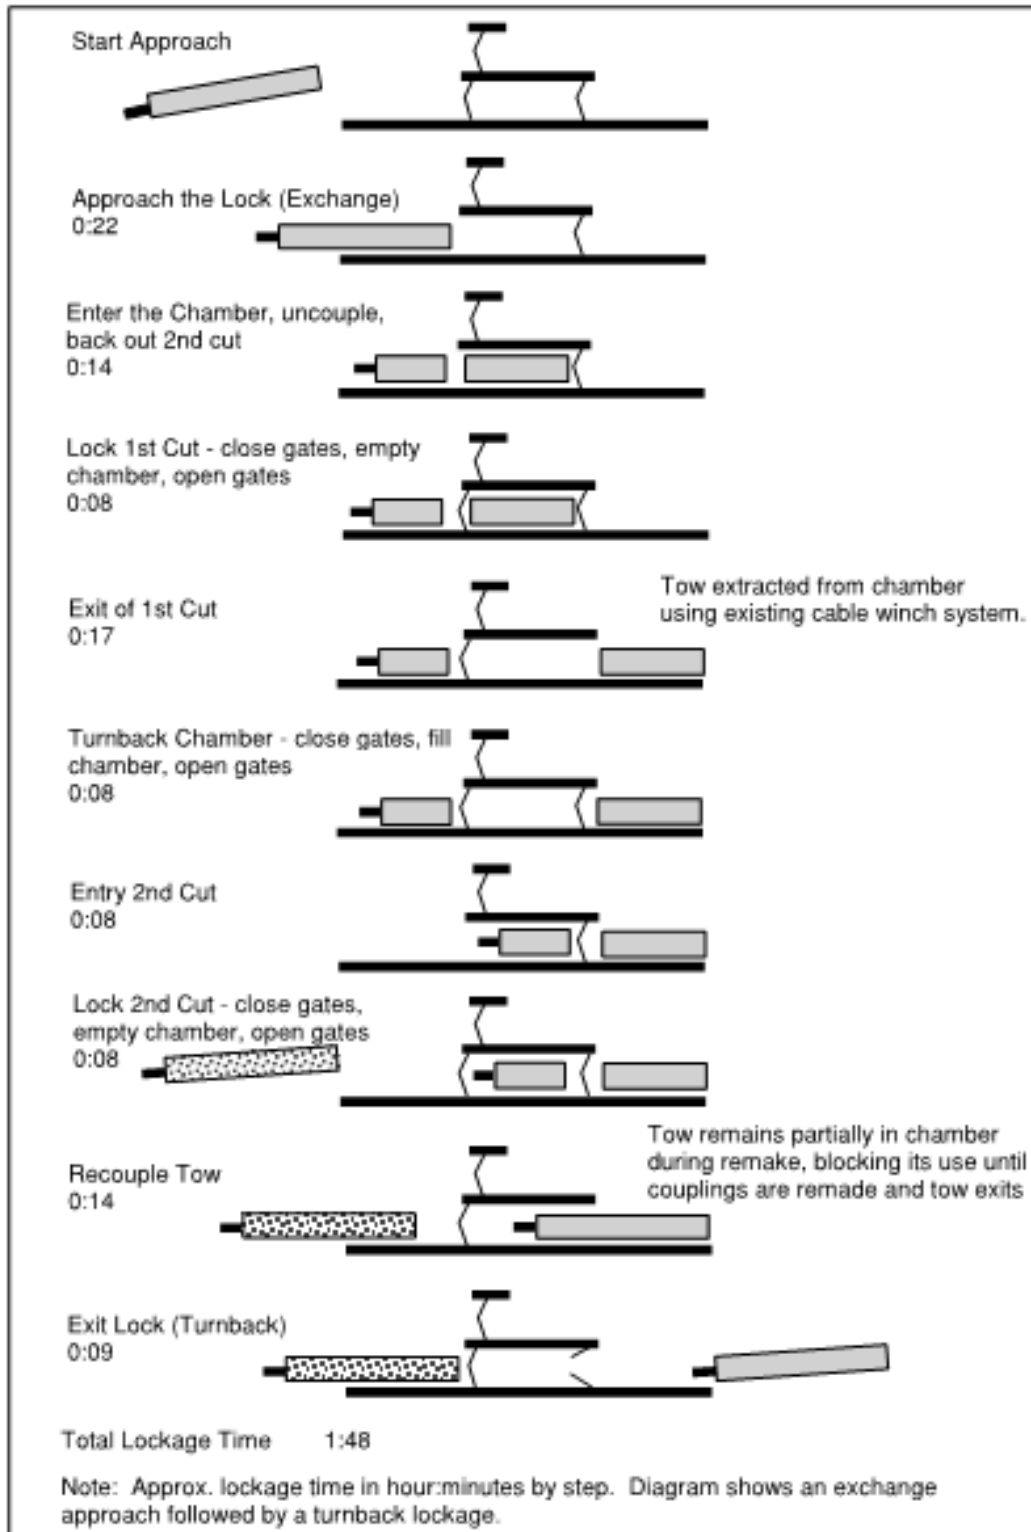 Start Approach
Approach the Lock (Exchange)
0:22
Enter the Chamber, uncouple,
back out 2nd cut
0:14
Lock 1st Cut - close gates, empty
chamber, open gates
0:08
Exit of 1st Cut
0:17
Tow extracted from chamber
using existing cable winch system.
Turnback Chamber - close gates, fill
chamber, open gates
0:08
Entry 2nd Cut
0:08
Lock 2nd Cut - close gates,
empty chamber, open gates
0:08
Tow remains partially in chamber
during remake, blocking its use until
couplings are remade and tow exits
Recouple Tow
0:14
Exit Lock (Turnback)
0:09
Total Lockage Time 1:48
Note: Approx. lockage time in hour:minutes by step. Diagram shows an exchange
approach followed by a turnback lockage.